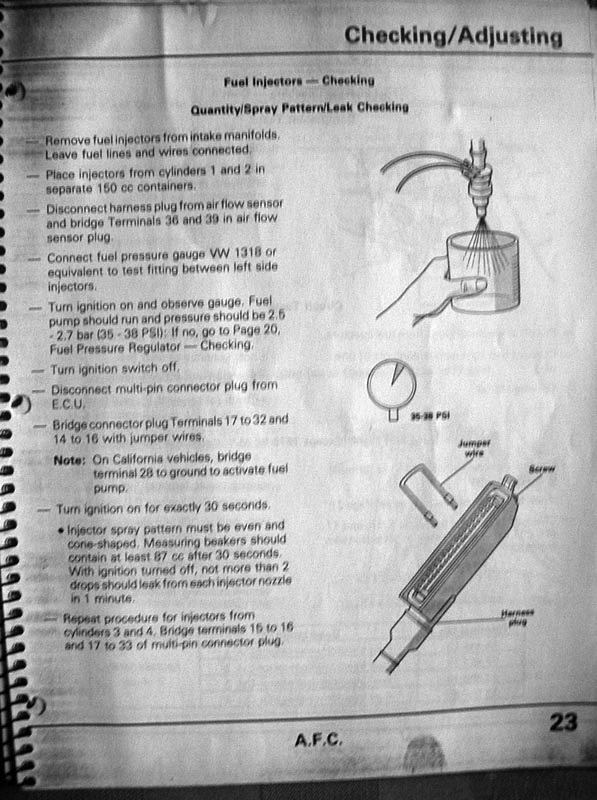 Checking/Adjusting
Fuel Injectors — Checking
Quantity/Spray Pattern/Leak Checking
— Remove fuel injectors from intake manifolds.
Leave fuel lines and wires connected.
— Place injectors from cylinders 1 and 2 in
separate 150 cc containers.
— Disconnect harness plug from air flow sensor
and bridge Terminals 36 and 39 in air flow
sensor plug.
— Connect fuel pressure gauge VW 1318 or
equivalent to test fitting between left side
injectors.
— Turn ignition on and observe gauge. Fuel
pump should run and pressure should be 2.5
- 2.7 bar (35 - 38 PSI): If no, go to Page 20,
Fuel Pressure Regulator — Checking.
— Turn ignition switch off.
— Disconnect multi-pin connector plug from
E.C.U.
— Bridge connector plug Terminals 17 to 32 and
14 to 16 with jumper wires.
Note: On California vehicles, bridge
terminal 28 to ground to activate fuel
pump.
— Turn ignition on for exactly 30 seconds.
• Injector spray pattern must be even and
cone-shaped. Measuring beakers should
contain at least 87 cc after 30 seconds.
With ignition turned off, not more than 2
drops should leak from each injector nozzle
in 1 minute.
— Repeat procedure for injectors from
cylinders 3 and 4. Bridge terminals 15 to 16
and 17 to 33 of multi-pin connector plug.
35-38 PSI
Jumper
wire
Screw
Harness
plug
A.F.C.
23